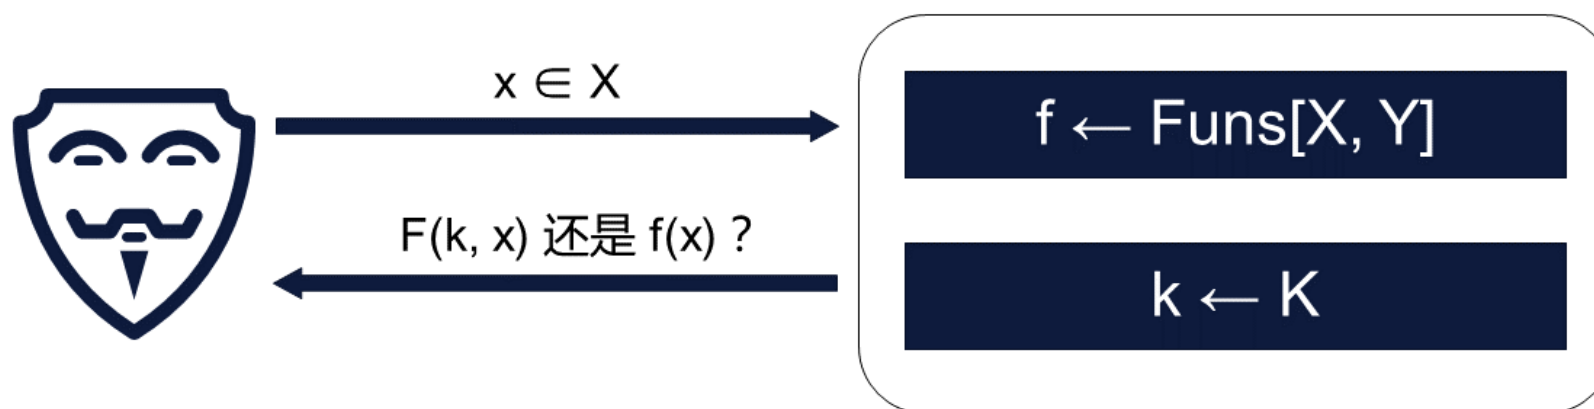 x ∈ X
f ← Funs[X, Y]
F(k, x) 还是 f(x) ?
k ← K